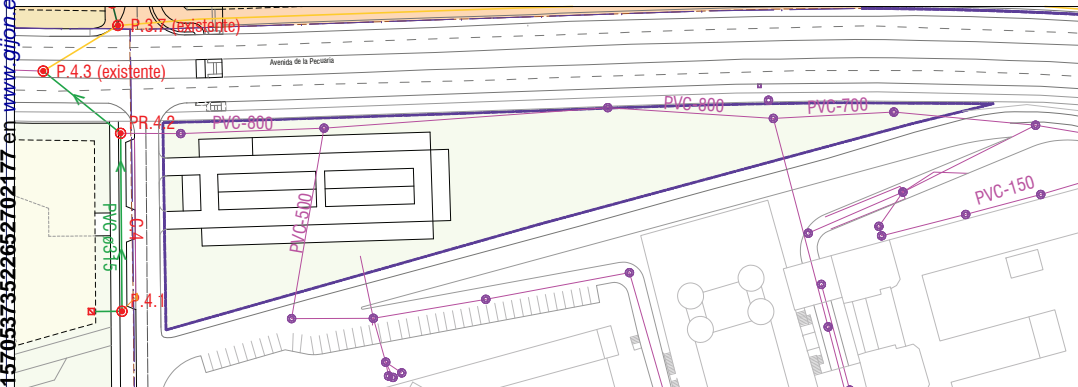 P.3.7 (existente)
Avenida de la Pecuaria
P.4.3 (existente)
PVC-800
PVC-700
PR.4.2
PVC-800
PVC-150
PVC-500
PVC Ø315
C.4
P.4.1
15705373522652702177 en www.gijon.e